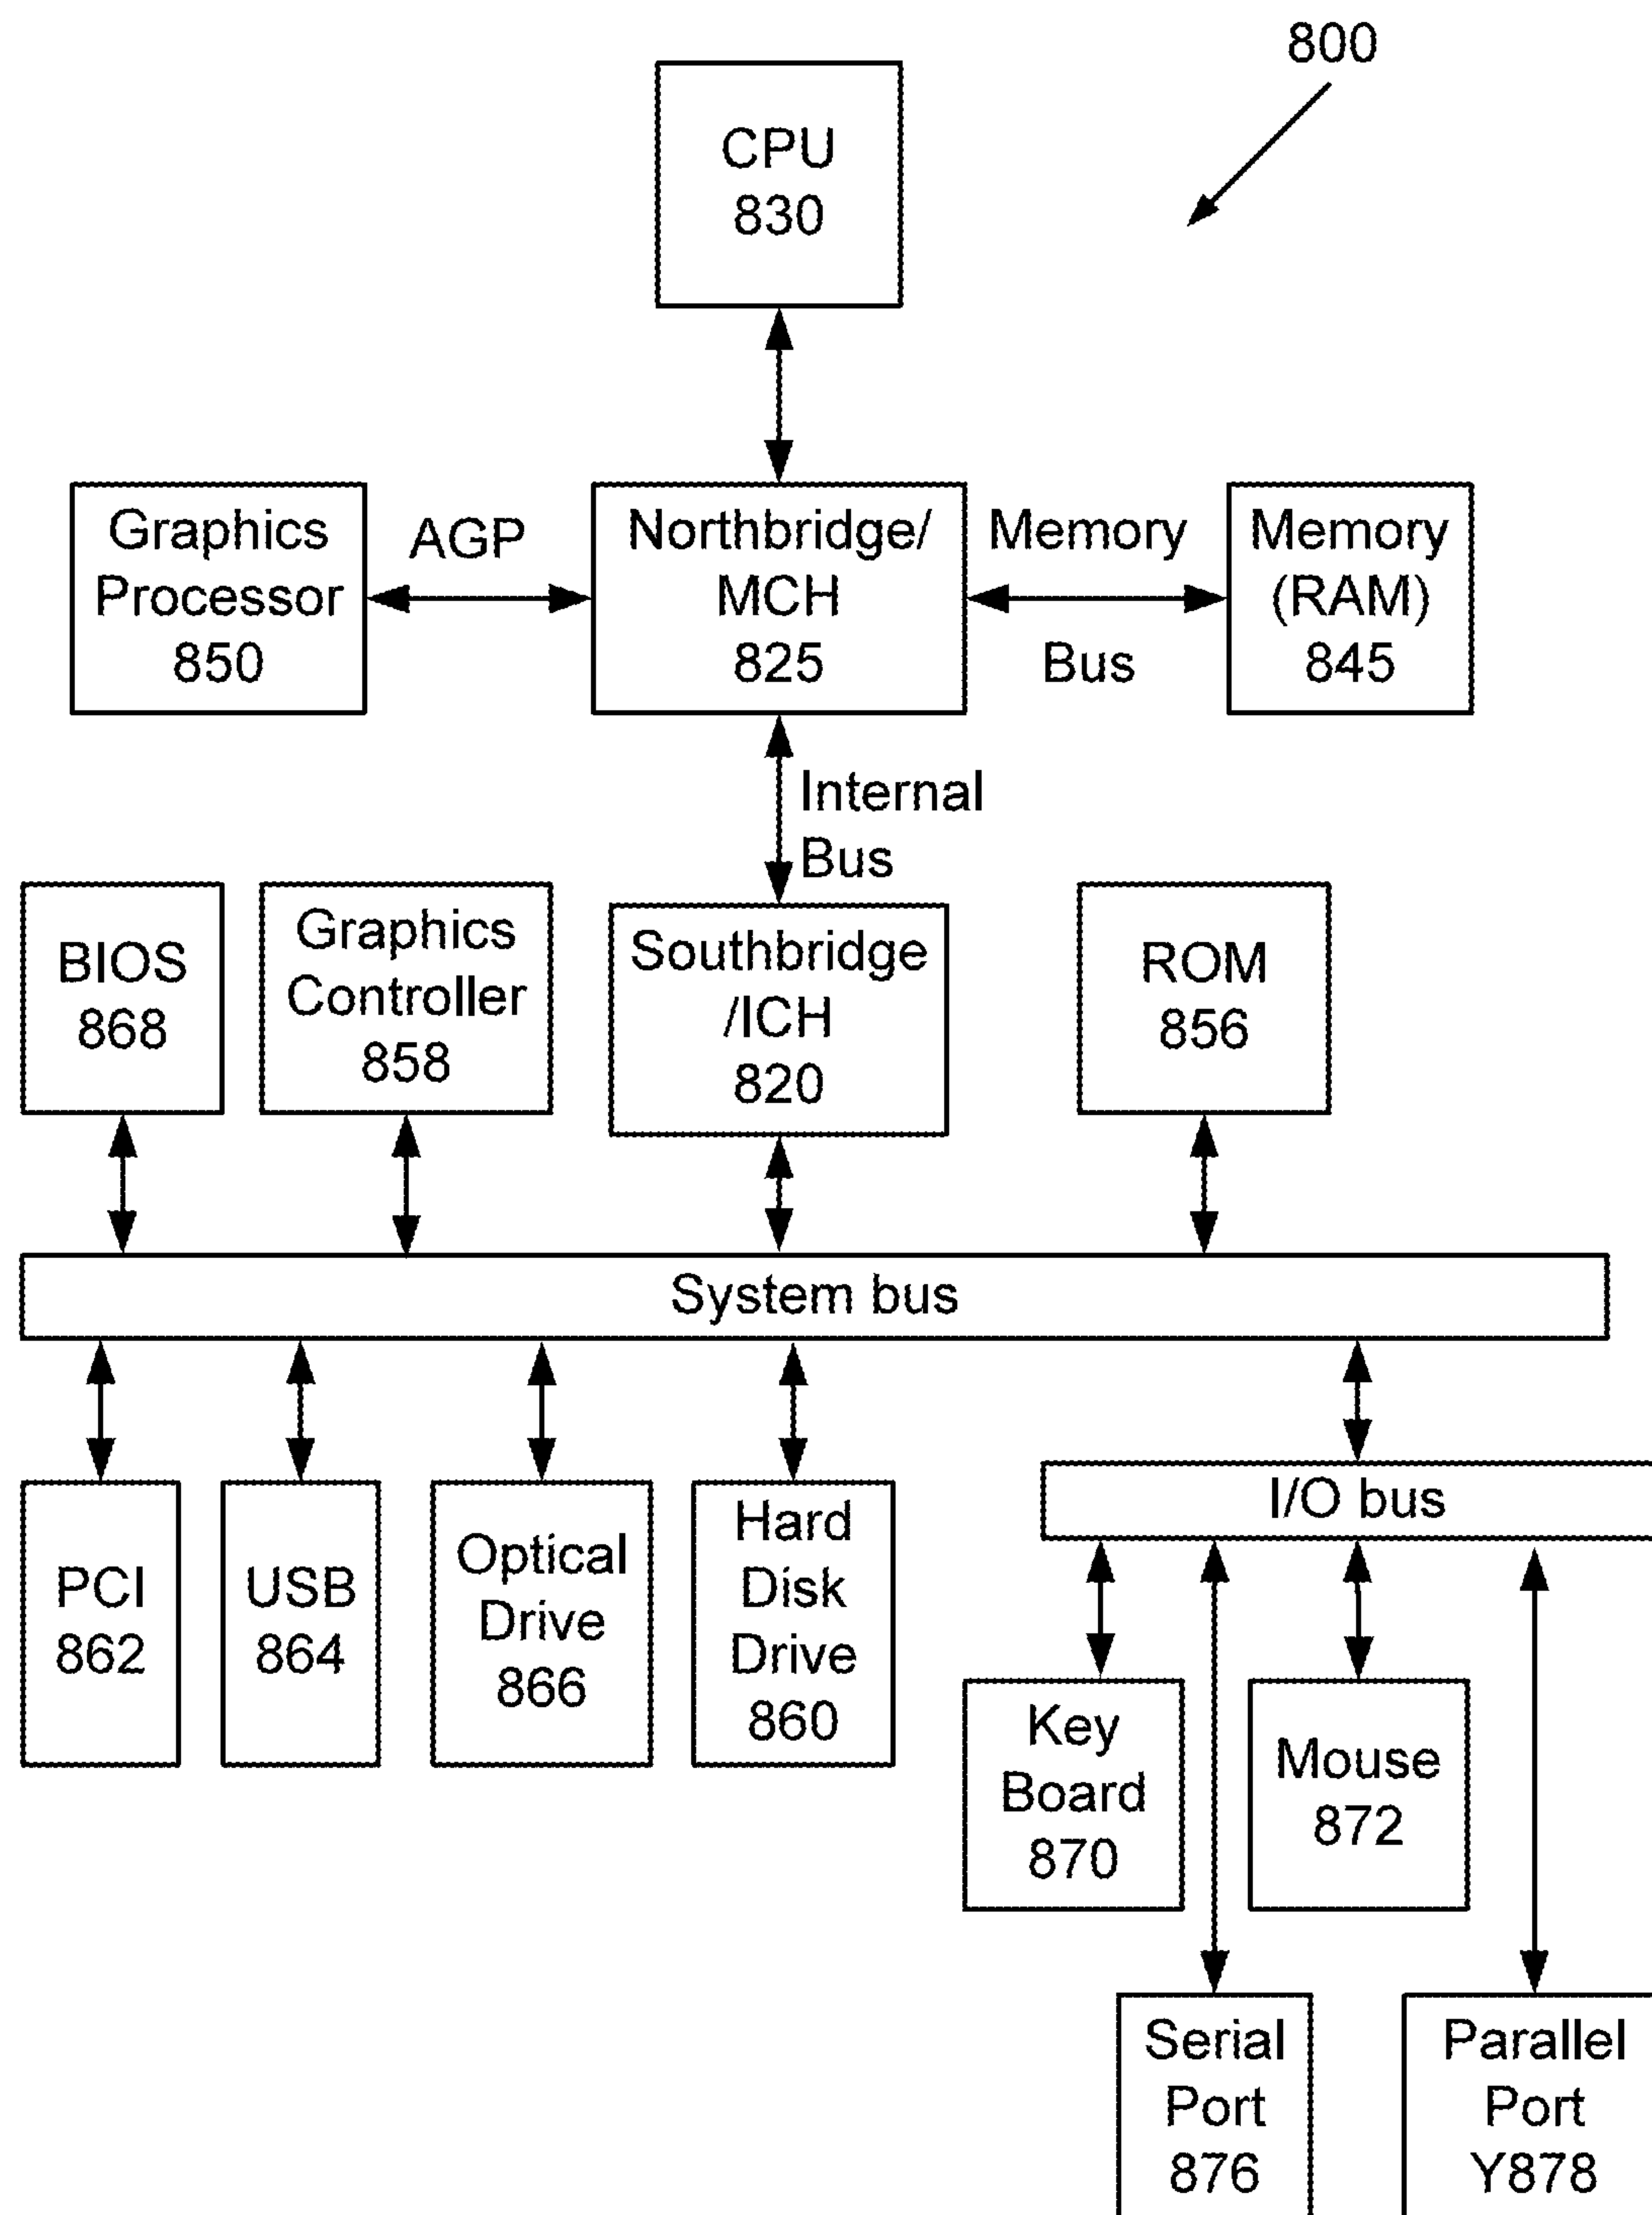 800
CPU
830
Graphics
Processor
850
AGP
Northbridge/
MCH
825
Memory
Bus
Memory
(RAM)
845
Internal
Bus
BIOS
868
Graphics
Controller
858
Southbridge
/ICH
820
ROM
856
System bus
PCI
862
USB
864
Optical
Drive
866
Hard
Disk
Drive
860
I/O bus
Key
Board
870
Mouse
872
Serial
Port
876
Parallel
Port
Y878